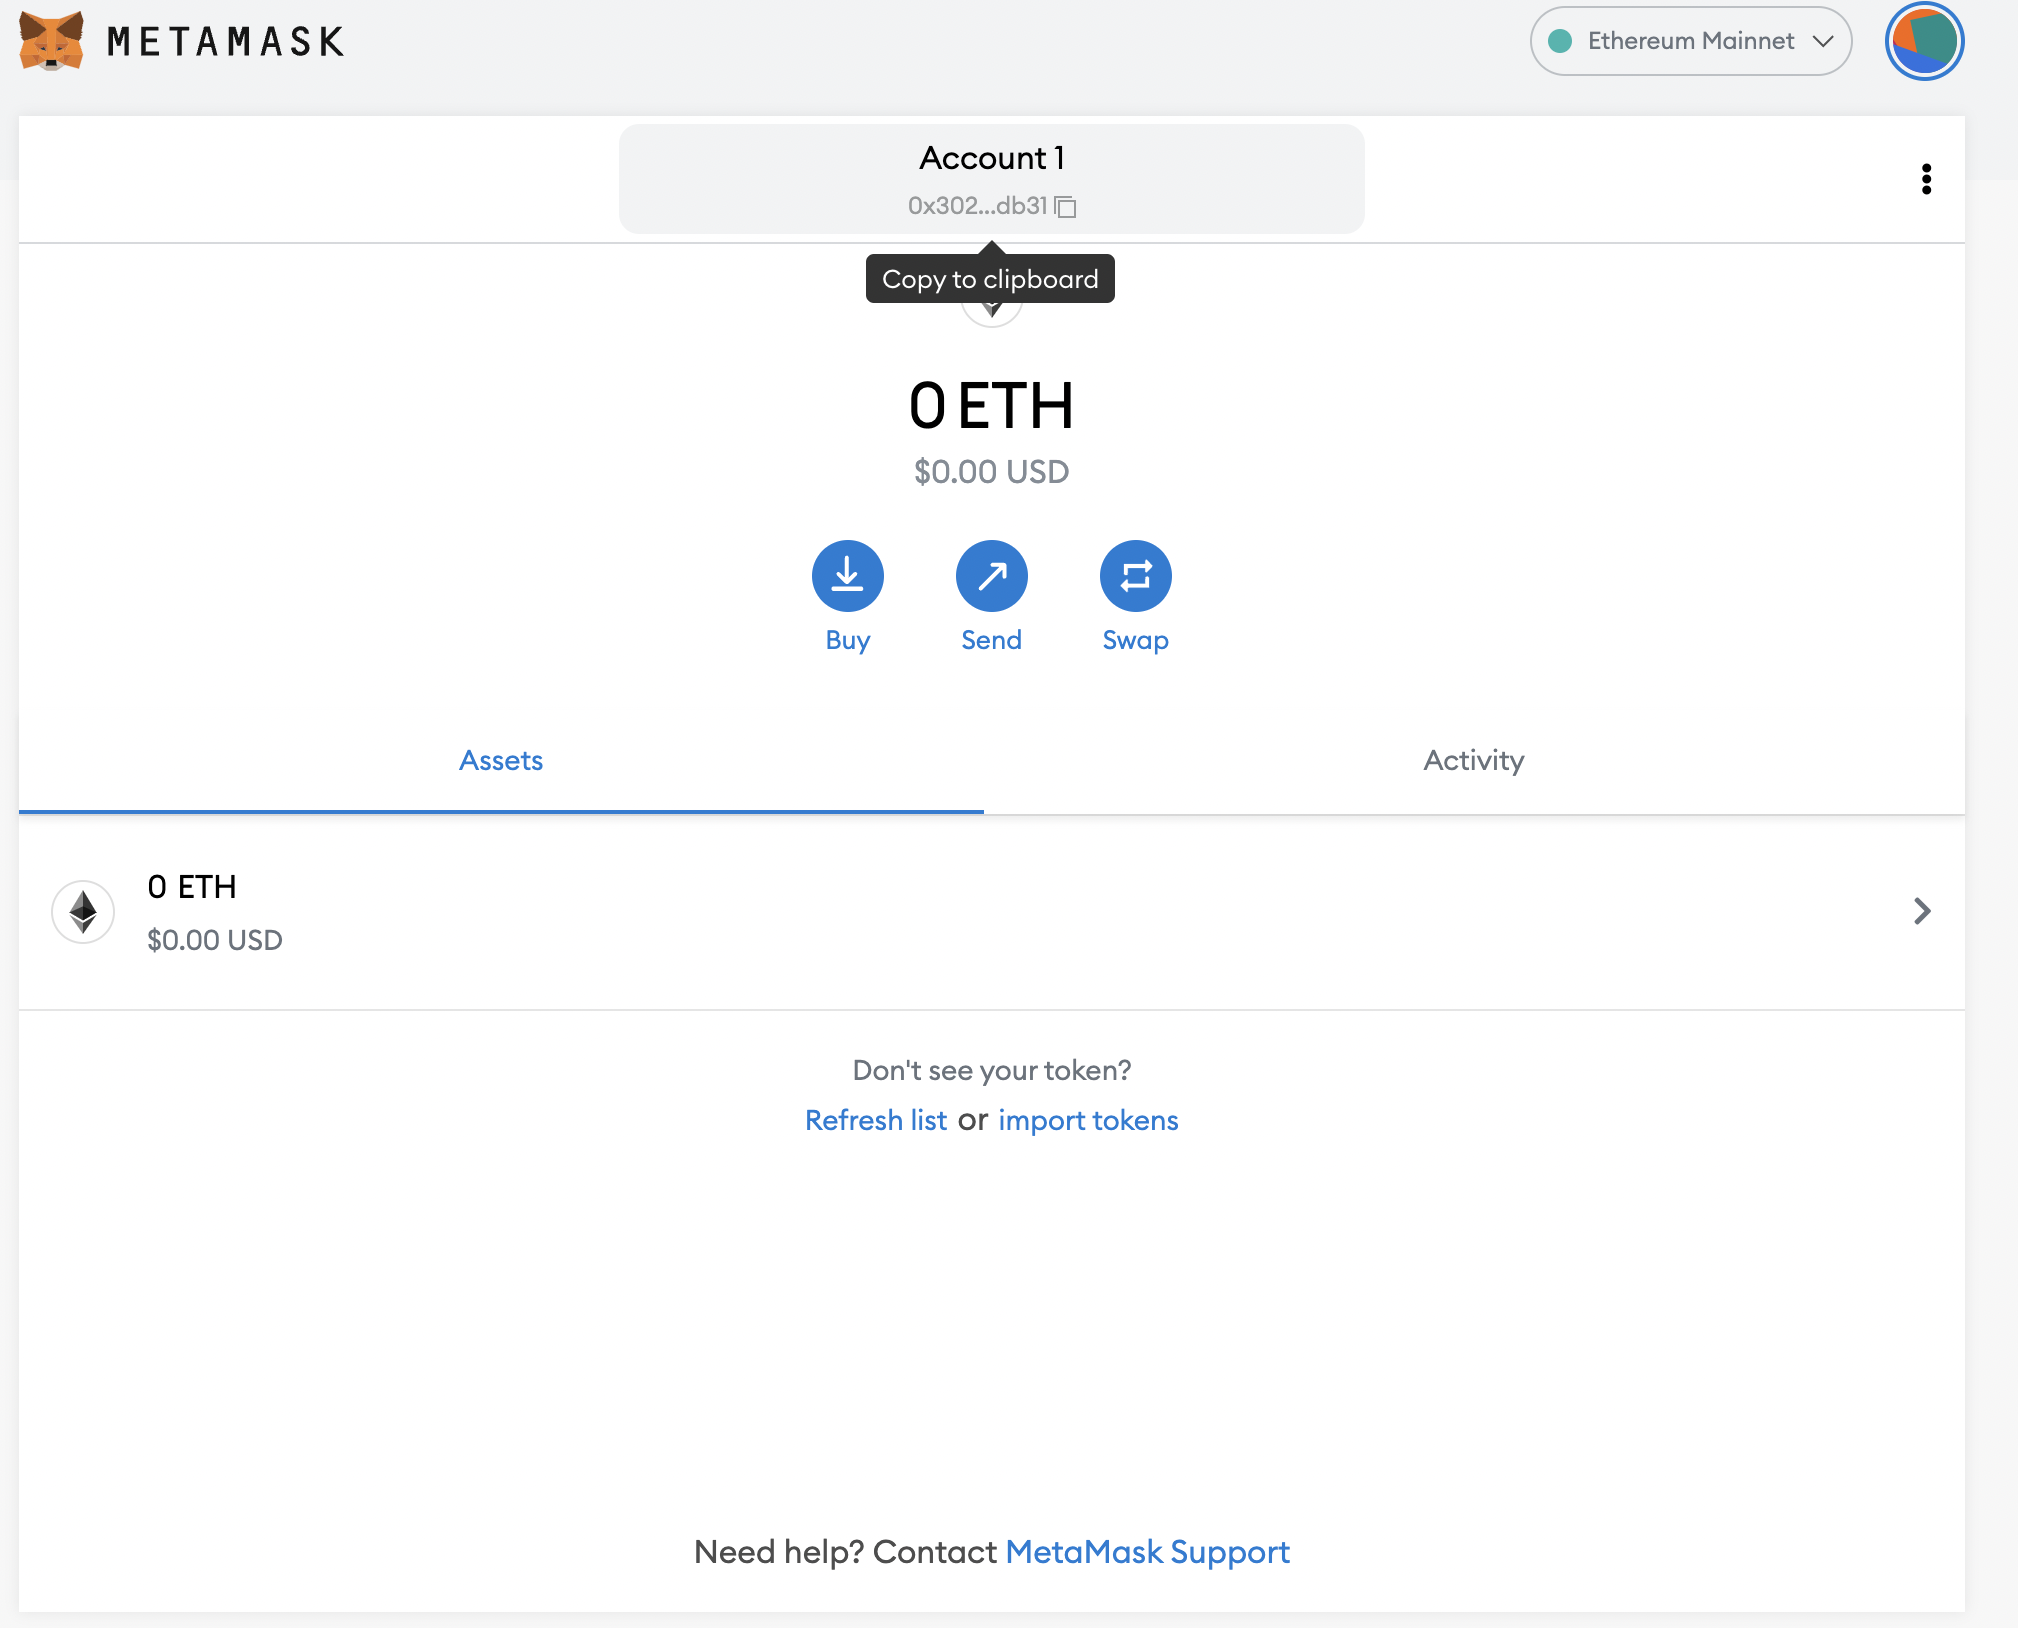 METAMASK
Ethereum Mainnet
Account 1
0x302...db31
Copy to clipboard
0 ETH
$0.00 USD
Buy Send Swap
Assets Activity
0 ETH
$0.00 USD
Don't see your token?
Refresh list or import tokens
Need help? Contact MetaMask Support